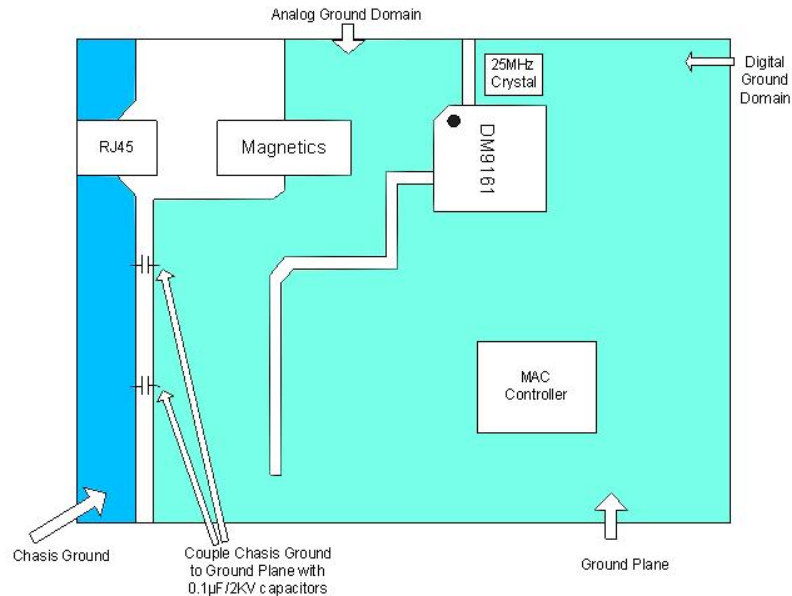 Analog Ground Domain
25MHz
Crystal
Digital
Ground
Domain
RJ45
Magnetics
DM9161
MAC
Controller
Chasis Ground
Couple Chasis Ground
to Ground Plane with
0.1µF/2KV capacitors
Ground Plane